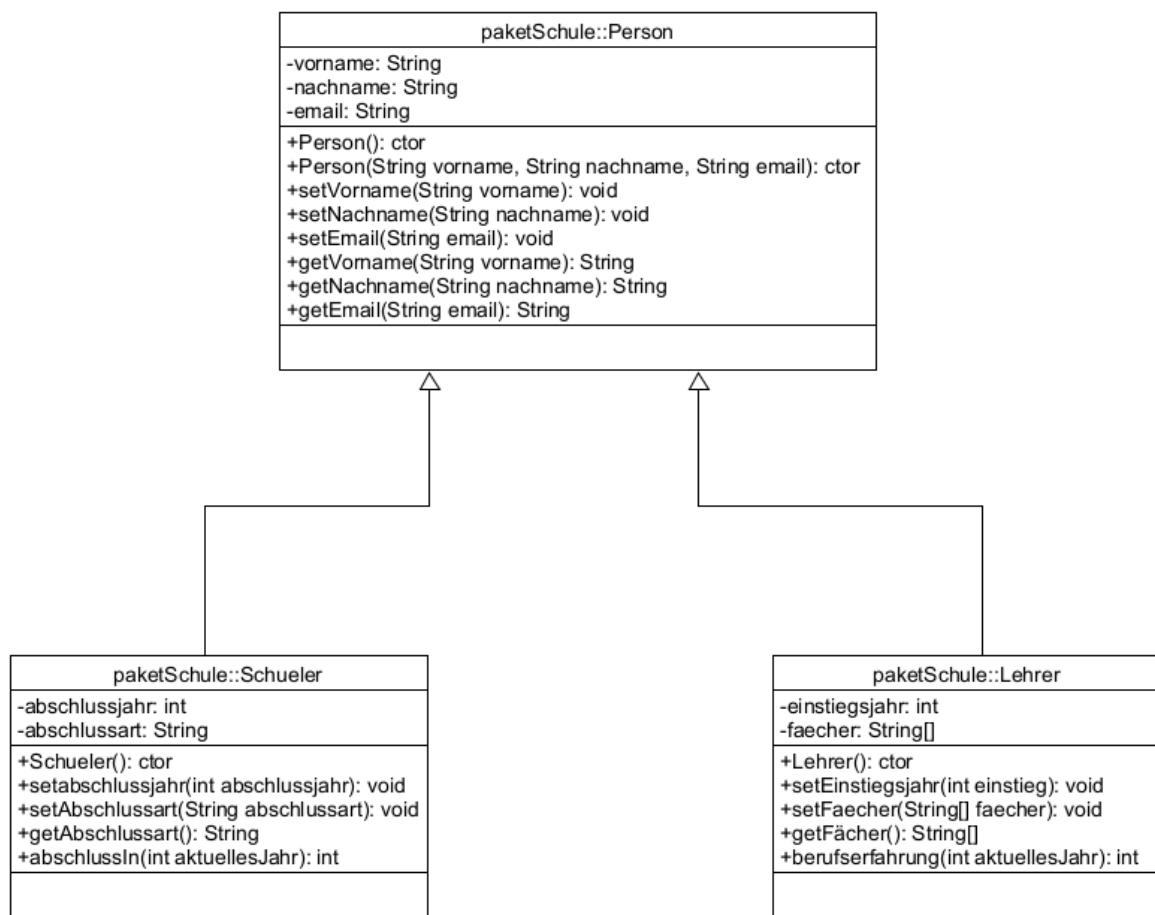 paketSchule::Person
-vorname: String
-nachname: String
-email: String
+Person(): ctor
+Person(String vorname, String nachname, String email): ctor
+setVorname(String vorname): void
+setNachname(String nachname): void
+setEmail(String email): void
+getVorname(String vorname): String
+getNachname(String nachname): String
+getEmail(String email): String
paketSchule::Schueler
-abschlussjahr: int
-abschlussart: String
+Schueler(): ctor
+setabschlussjahr(int abschlussjahr): void
+setAbschlussart(String abschlussart): void
+getAbschlussart(): String
+abschlussIn(int aktuellesJahr): int
paketSchule::Lehrer
-einstiegsjahr: int
-faecher: String[]
+Lehrer(): ctor
+setEinstiegsjahr(int einstieg): void
+setFaecher(String[] faecher): void
+getFächer(): String[]
+berufserfahrung(int aktuellesJahr): int